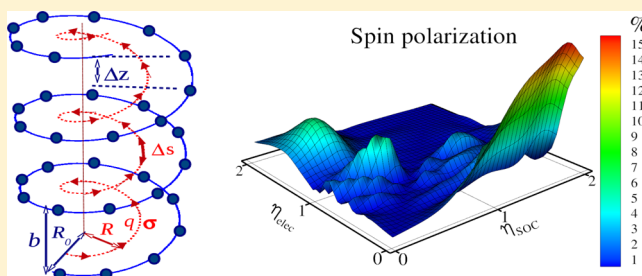 Spin polarization
Δz
Δs
b
R₀
R
q
σ
η_elec
η_SOC
2
1
0
0
1
2
%
15
14
13
12
11
10
9
8
7
6
5
4
3
2
1